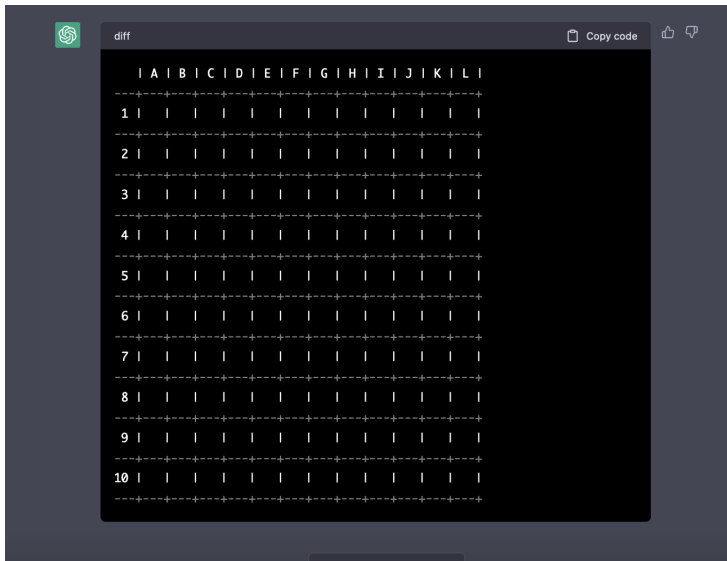 diff
Copy code
   | A | B | C | D | E | F | G | H | I | J | K | L |
---+---+---+---+---+---+---+---+---+---+---+---+---+
 1 |   |   |   |   |   |   |   |   |   |   |   |   |
---+---+---+---+---+---+---+---+---+---+---+---+---+
 2 |   |   |   |   |   |   |   |   |   |   |   |   |
---+---+---+---+---+---+---+---+---+---+---+---+---+
 3 |   |   |   |   |   |   |   |   |   |   |   |   |
---+---+---+---+---+---+---+---+---+---+---+---+---+
 4 |   |   |   |   |   |   |   |   |   |   |   |   |
---+---+---+---+---+---+---+---+---+---+---+---+---+
 5 |   |   |   |   |   |   |   |   |   |   |   |   |
---+---+---+---+---+---+---+---+---+---+---+---+---+
 6 |   |   |   |   |   |   |   |   |   |   |   |   |
---+---+---+---+---+---+---+---+---+---+---+---+---+
 7 |   |   |   |   |   |   |   |   |   |   |   |   |
---+---+---+---+---+---+---+---+---+---+---+---+---+
 8 |   |   |   |   |   |   |   |   |   |   |   |   |
---+---+---+---+---+---+---+---+---+---+---+---+---+
 9 |   |   |   |   |   |   |   |   |   |   |   |   |
---+---+---+---+---+---+---+---+---+---+---+---+---+
10 |   |   |   |   |   |   |   |   |   |   |   |   |
---+---+---+---+---+---+---+---+---+---+---+---+---+